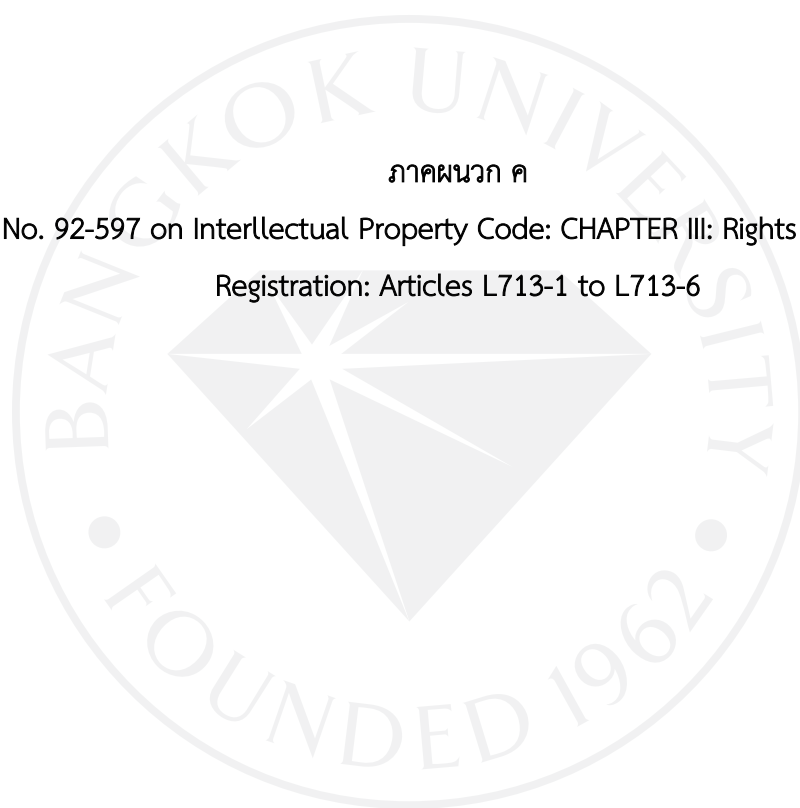 ภาคผนวก ค
No. 92-597 on Interllectual Property Code: CHAPTER III: Rights
Registration: Articles L713-1 to L713-6
BANGKOK UNIVERSITY
• FOUNDED 1962 •